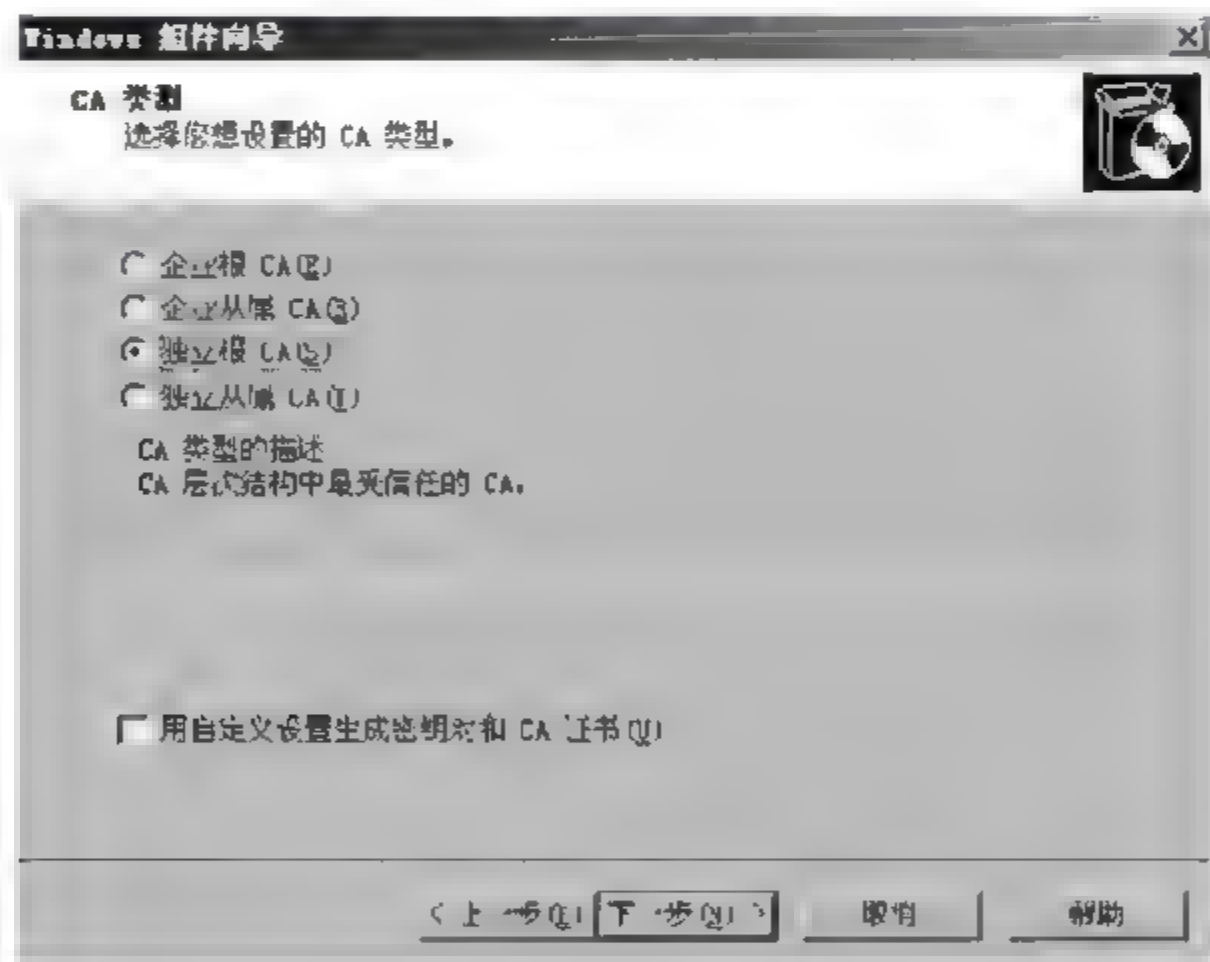 Windows 组件向导
CA 类型
选择您想设置的 CA 类型。
企业根 CA(E)
企业从属 CA(S)
独立根 CA(S)
独立从属 CA(T)
CA 类型的描述
CA 层次结构中最受信任的 CA。
用自定义设置生成密钥对和 CA 证书(U)
< 上一步(B) 下一步(N) > 取消 帮助